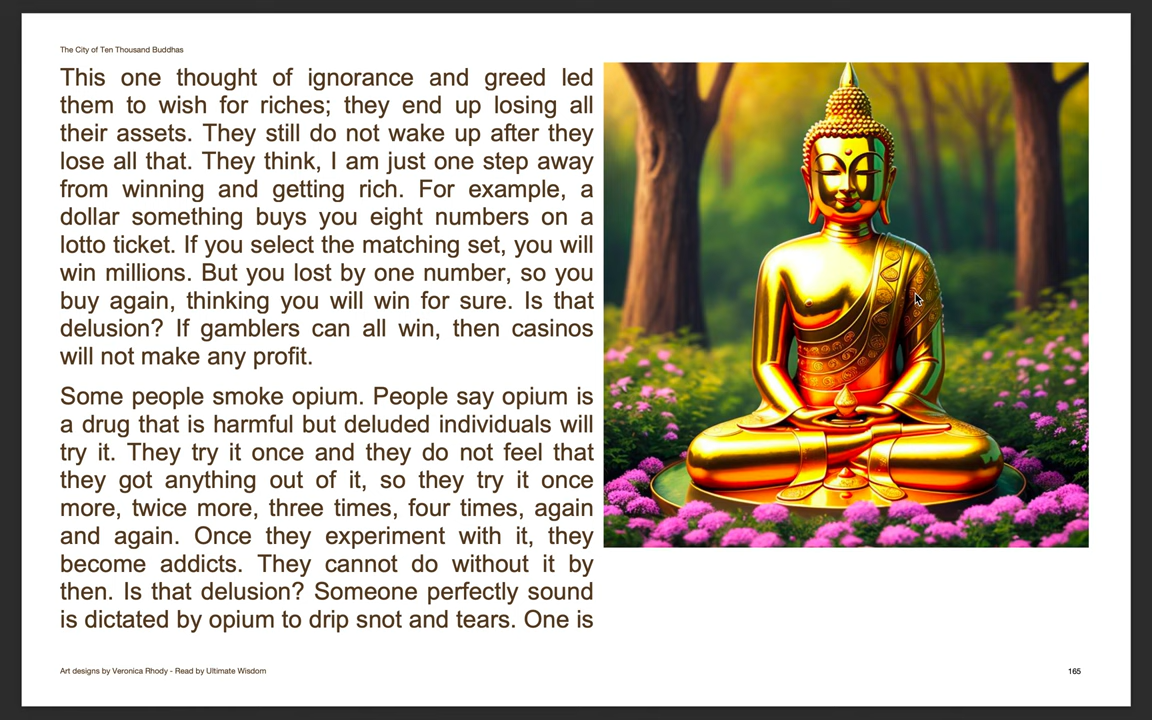 The City of Ten Thousand Buddhas
This one thought of ignorance and greed led
them to wish for riches; they end up losing all
their assets. They still do not wake up after they
lose all that. They think, I am just one step away
from winning and getting rich. For example, a
dollar something buys you eight numbers on a
lotto ticket. If you select the matching set, you will
win millions. But you lost by one number, so you
buy again, thinking you will win for sure. Is that
delusion? If gamblers can all win, then casinos
will not make any profit.
Some people smoke opium. People say opium is
a drug that is harmful but deluded individuals will
try it. They try it once and they do not feel that
they got anything out of it, so they try it once
more, twice more, three times, four times, again
and again. Once they experiment with it, they
become addicts. They cannot do without it by
then. Is that delusion? Someone perfectly sound
is dictated by opium to drip snot and tears. One is
Art designs by Veronica Rhody - Read by Ultimate Wisdom
165